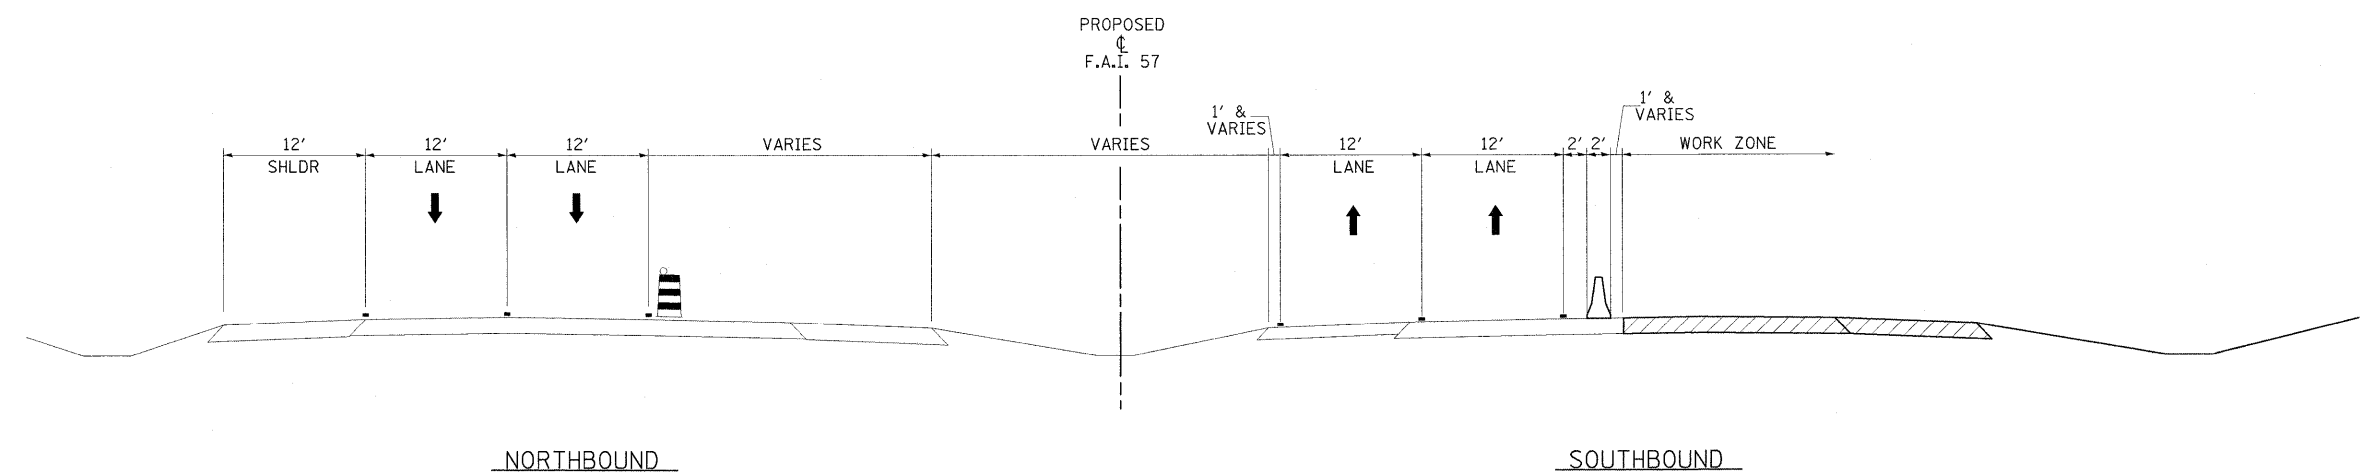 PROPOSED
℄
F.A.I. 57
1' &
VARIES
1' &
VARIES
12'
SHLDR
12'
LANE
12'
LANE
VARIES
VARIES
12'
LANE
12'
LANE
2'
2'
WORK ZONE
NORTHBOUND
SOUTHBOUND